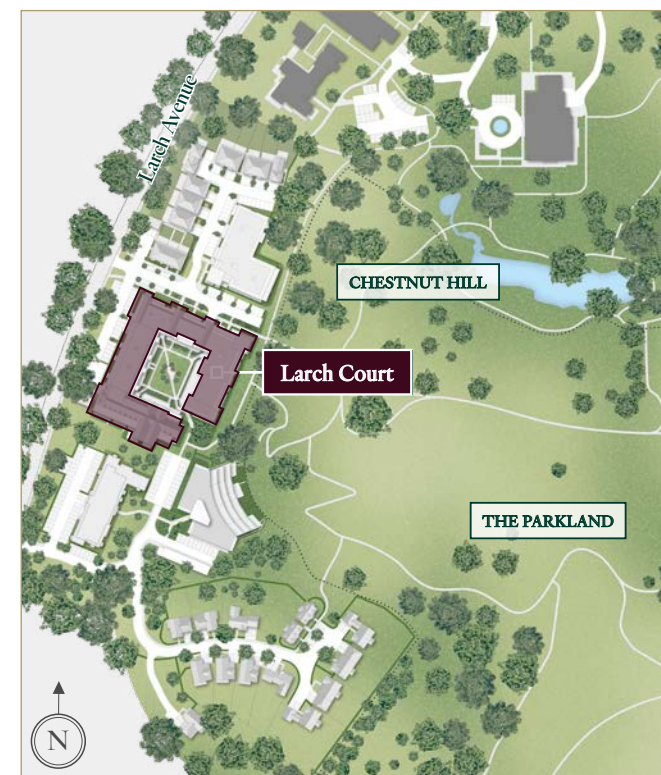 Larch Avenue
CHESTNUT HILL
Larch Court
THE PARKLAND
N